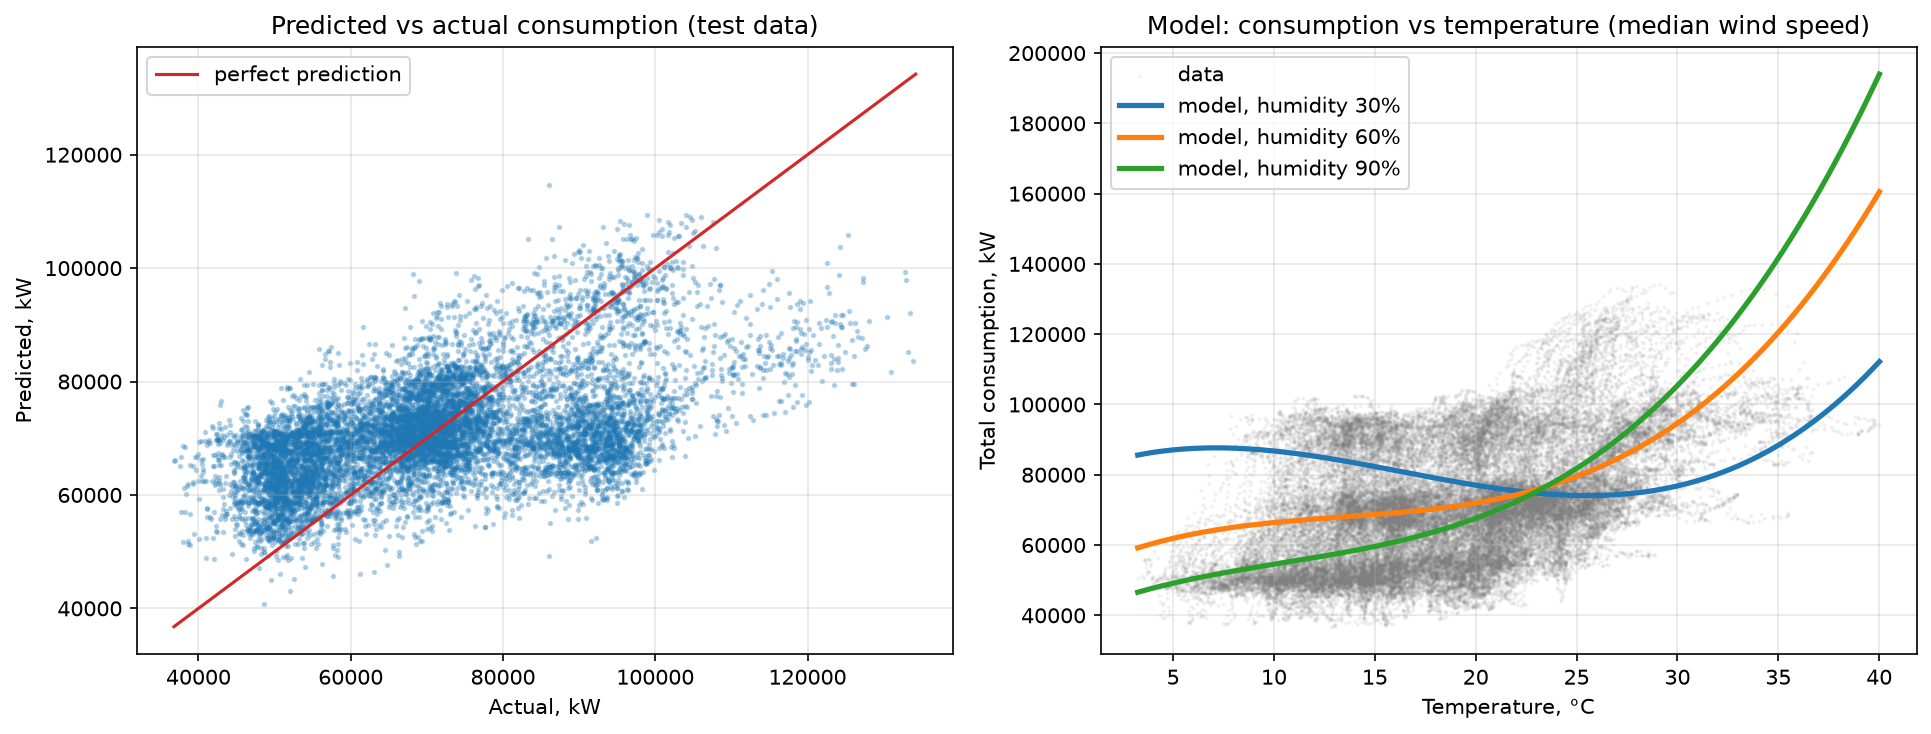 Predicted vs actual consumption (test data)
perfect prediction
120000
100000
80000
60000
40000
Predicted, kW
40000
60000
80000
100000
120000
Actual, kW
Model: consumption vs temperature (median wind speed)
data
model, humidity 30%
model, humidity 60%
model, humidity 90%
200000
180000
160000
140000
120000
100000
80000
60000
40000
Total consumption, kW
5
10
15
20
25
30
35
40
Temperature, °C